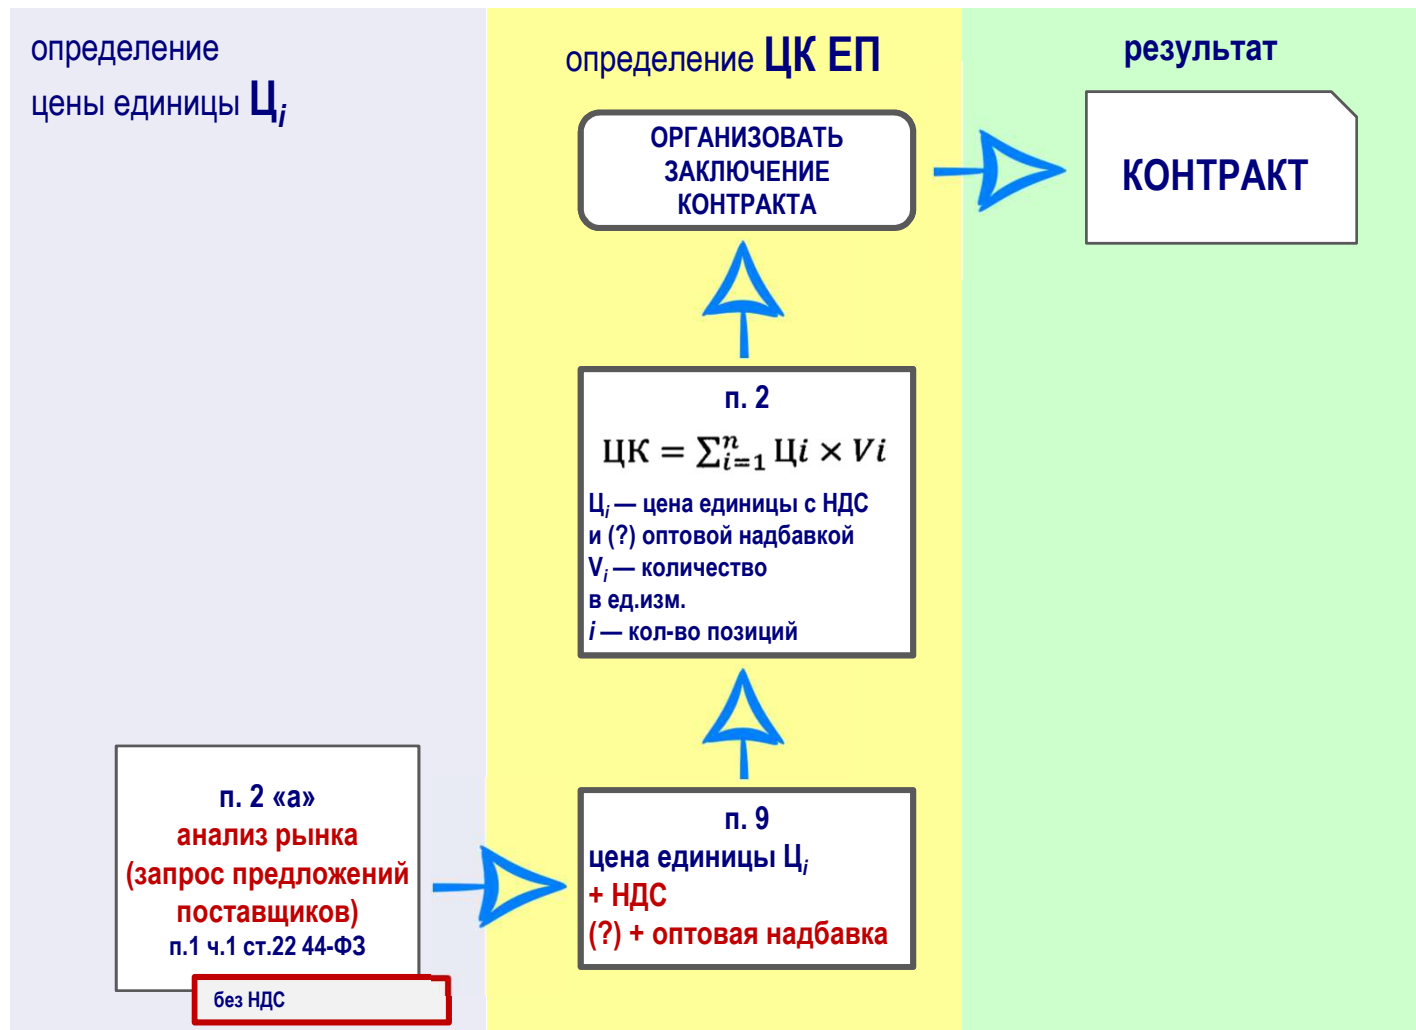 определение
цены единицы Цi
определение ЦК ЕП
результат
ОРГАНИЗОВАТЬ
ЗАКЛЮЧЕНИЕ
КОНТРАКТА
КОНТРАКТ
п. 2
ЦК = ∑ⁿᵢ₌₁ Цi × Vi
Цi — цена единицы с НДС
и (?) оптовой надбавкой
Vi — количество
в ед.изм.
i — кол-во позиций
п. 2 «а»
анализ рынка
(запрос предложений
поставщиков)
п.1 ч.1 ст.22 44-ФЗ
без НДС
п. 9
цена единицы Цi
+ НДС
(?) + оптовая надбавка